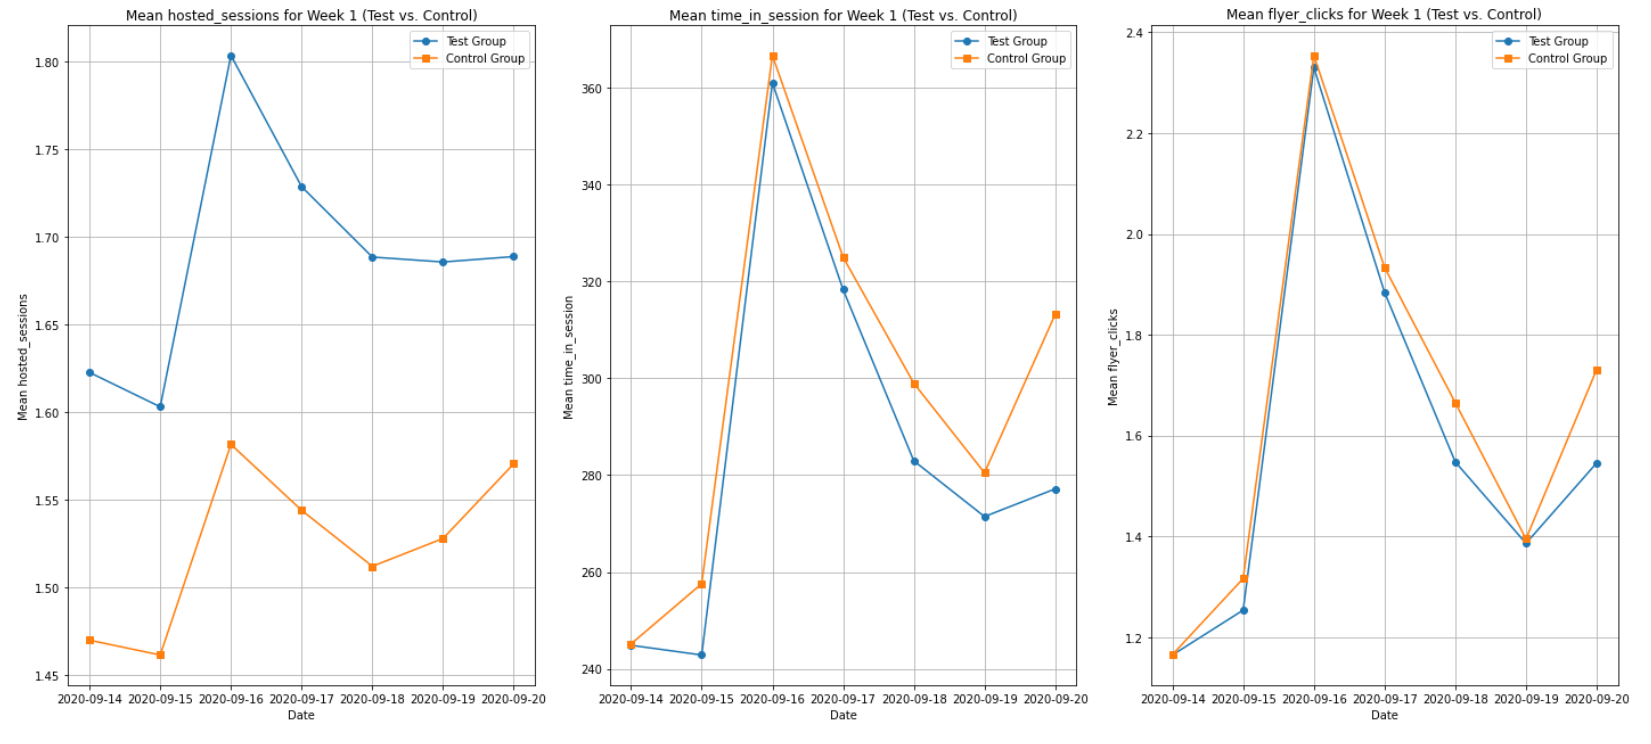 Mean hosted_sessions for Week 1 (Test vs. Control)
Test Group
Control Group
1.80
1.75
1.70
1.65
1.60
1.55
1.50
1.45
Mean hosted_sessions
2020-09-14 2020-09-15 2020-09-16 2020-09-17 2020-09-18 2020-09-19 2020-09-20
Date
Mean time_in_session for Week 1 (Test vs. Control)
Test Group
Control Group
360
340
320
300
280
260
240
Mean time_in_session
2020-09-14 2020-09-15 2020-09-16 2020-09-17 2020-09-18 2020-09-19 2020-09-20
Date
Mean flyer_clicks for Week 1 (Test vs. Control)
Test Group
Control Group
2.4
2.2
2.0
1.8
1.6
1.4
1.2
Mean flyer_clicks
2020-09-14 2020-09-15 2020-09-16 2020-09-17 2020-09-18 2020-09-19 2020-09-20
Date